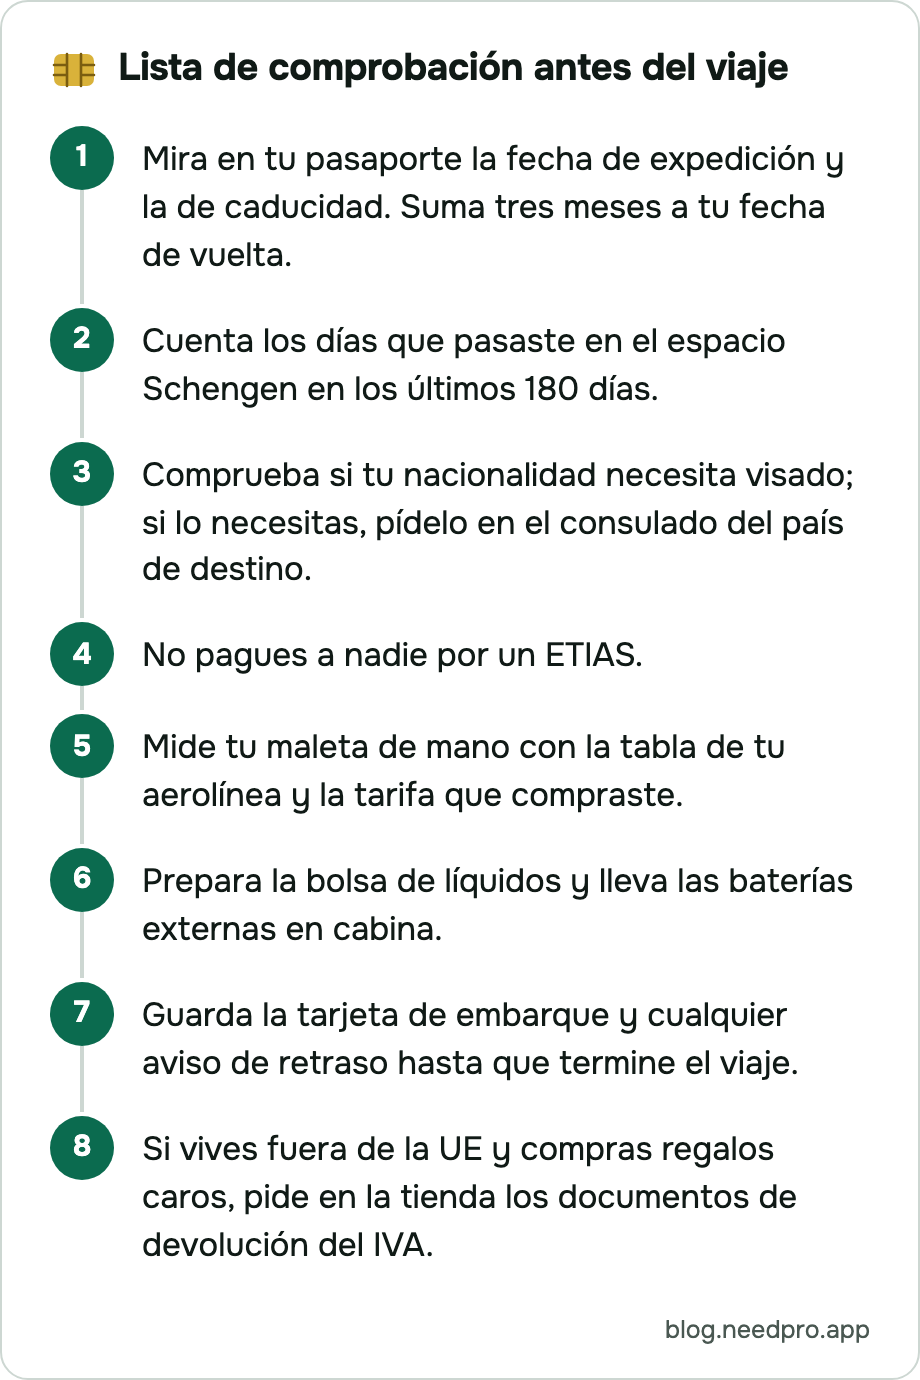 Lista de comprobación antes del viaje
1
Mira en tu pasaporte la fecha de expedición y
la de caducidad. Suma tres meses a tu fecha
de vuelta.
2
Cuenta los días que pasaste en el espacio
Schengen en los últimos 180 días.
3
Comprueba si tu nacionalidad necesita visado;
si lo necesitas, pídelo en el consulado del país
de destino.
4
No pagues a nadie por un ETIAS.
5
Mide tu maleta de mano con la tabla de tu
aerolínea y la tarifa que compraste.
6
Prepara la bolsa de líquidos y lleva las baterías
externas en cabina.
7
Guarda la tarjeta de embarque y cualquier
aviso de retraso hasta que termine el viaje.
8
Si vives fuera de la UE y compras regalos
caros, pide en la tienda los documentos de
devolución del IVA.
blog.needpro.app